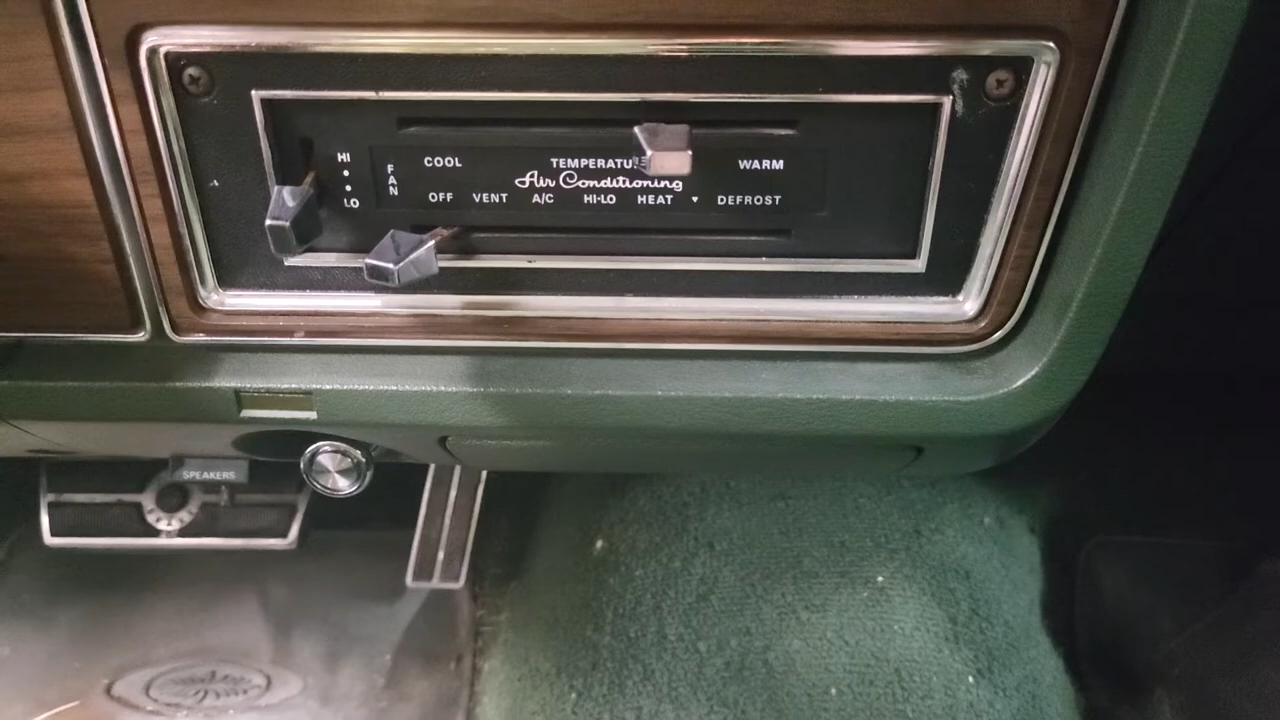 HI
LO
FAN
COOL TEMPERATU WARM
Air Conditioning
OFF VENT A/C HI-LO HEAT ▼ DEFROST
SPEAKERS